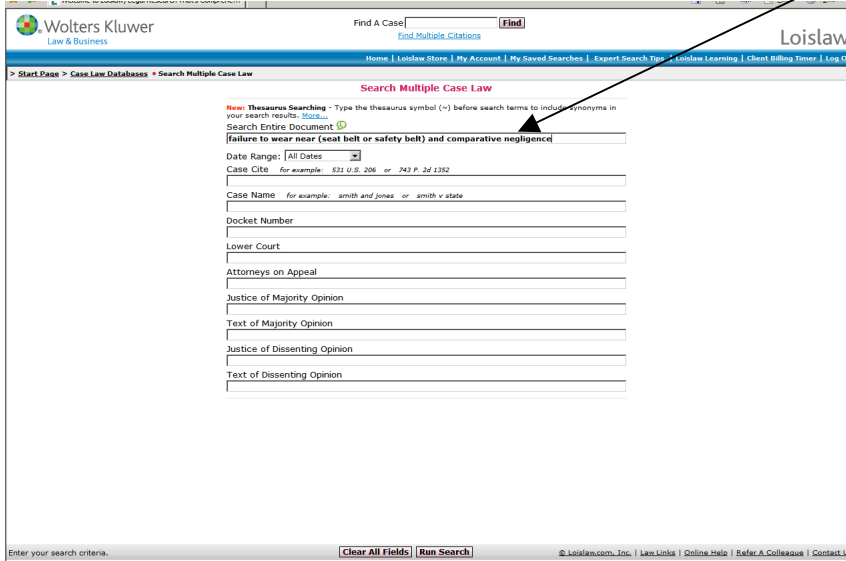 Wolters Kluwer
Law & Business
Find A Case Find
Find Multiple Citations
Loislaw
Home | Loislaw Store | My Account | My Saved Searches | Expert Search Tips | Loislaw Learning | Client Billing Timer | Log
> Start Page > Case Law Databases • Search Multiple Case Law
Search Multiple Case Law
New: Thesaurus Searching - Type the thesaurus symbol (~) before search terms to include synonyms in
your search results. More...
Search Entire Document
failure to wear near (seat belt or safety belt) and comparative negligence
Date Range: All Dates
Case Cite for example: 531 U.S. 206 or 743 P. 2d 1352
Case Name for example: smith and jones or smith v state
Docket Number
Lower Court
Attorneys on Appeal
Justice of Majority Opinion
Text of Majority Opinion
Justice of Dissenting Opinion
Text of Dissenting Opinion
Enter your search criteria.
Clear All Fields Run Search
© Loislaw.com, Inc. | Law Links | Online Help | Refer A Colleague | Contact